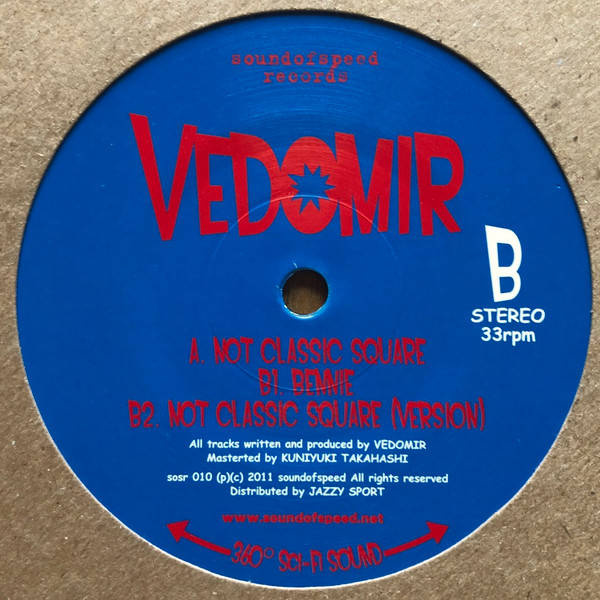 soundofspeed
records
VEDOMIR
B
STEREO
33rpm
A. NOT CLASSIC SQUARE
B1. BENNIE
B2. NOT CLASSIC SQUARE (VERSION)
All tracks written and produced by VEDOMIR
Masterted by KUNIYUKI TAKAHASHI
sosr 010 (p)(c) 2011 soundofspeed All rights reserved
Distributed by JAZZY SPORT
www.soundofspeed.net
360° SCI-FI SOUND